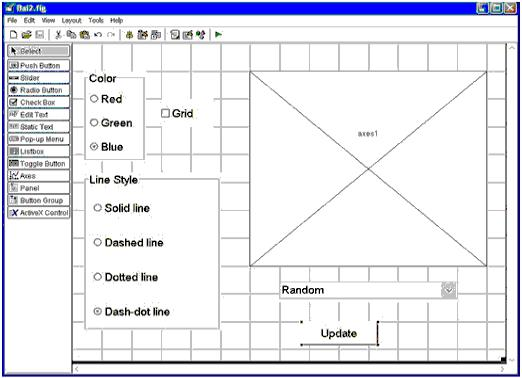 Bai2.fig
File Edit View Layout Tools Help
Select
Push Button
Slider
Radio Button
Check Box
Edit Text
Static Text
Pop-up Menu
Listbox
Toggle Button
Axes
Panel
Button Group
ActiveX Control
Color
Red
Green
Blue
Grid
axes1
Line Style
Solid line
Dashed line
Dotted line
Dash-dot line
Random
Update